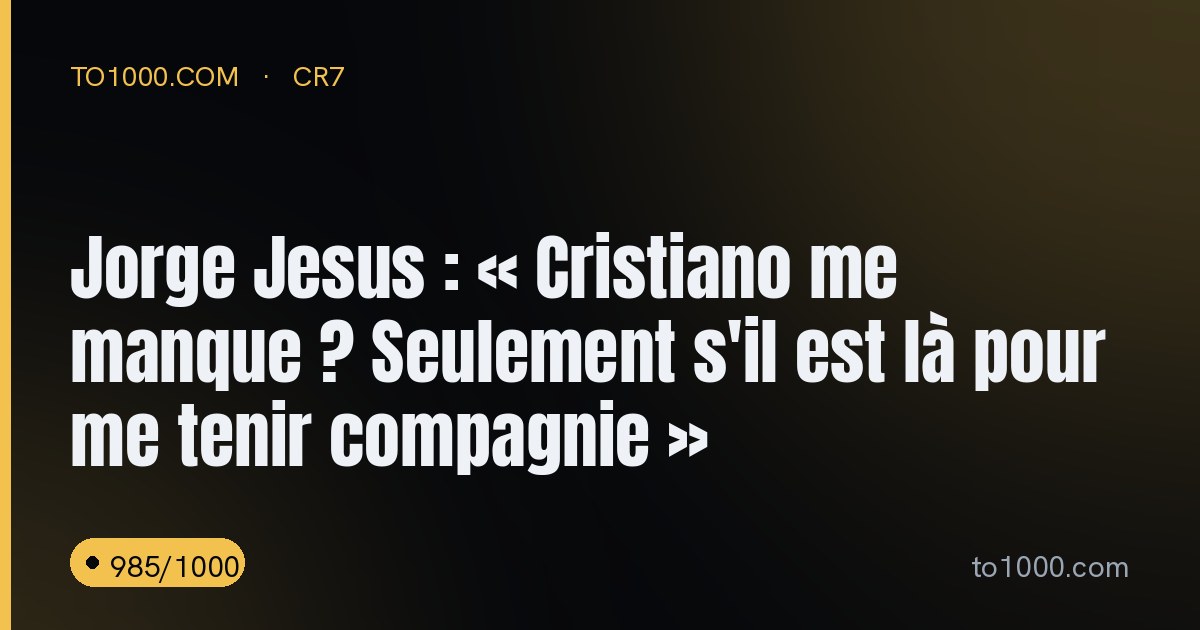 TO1000.COM · CR7
Jorge Jesus : « Cristiano me
manque ? Seulement s'il est là pour
me tenir compagnie »
985/1000
to1000.com